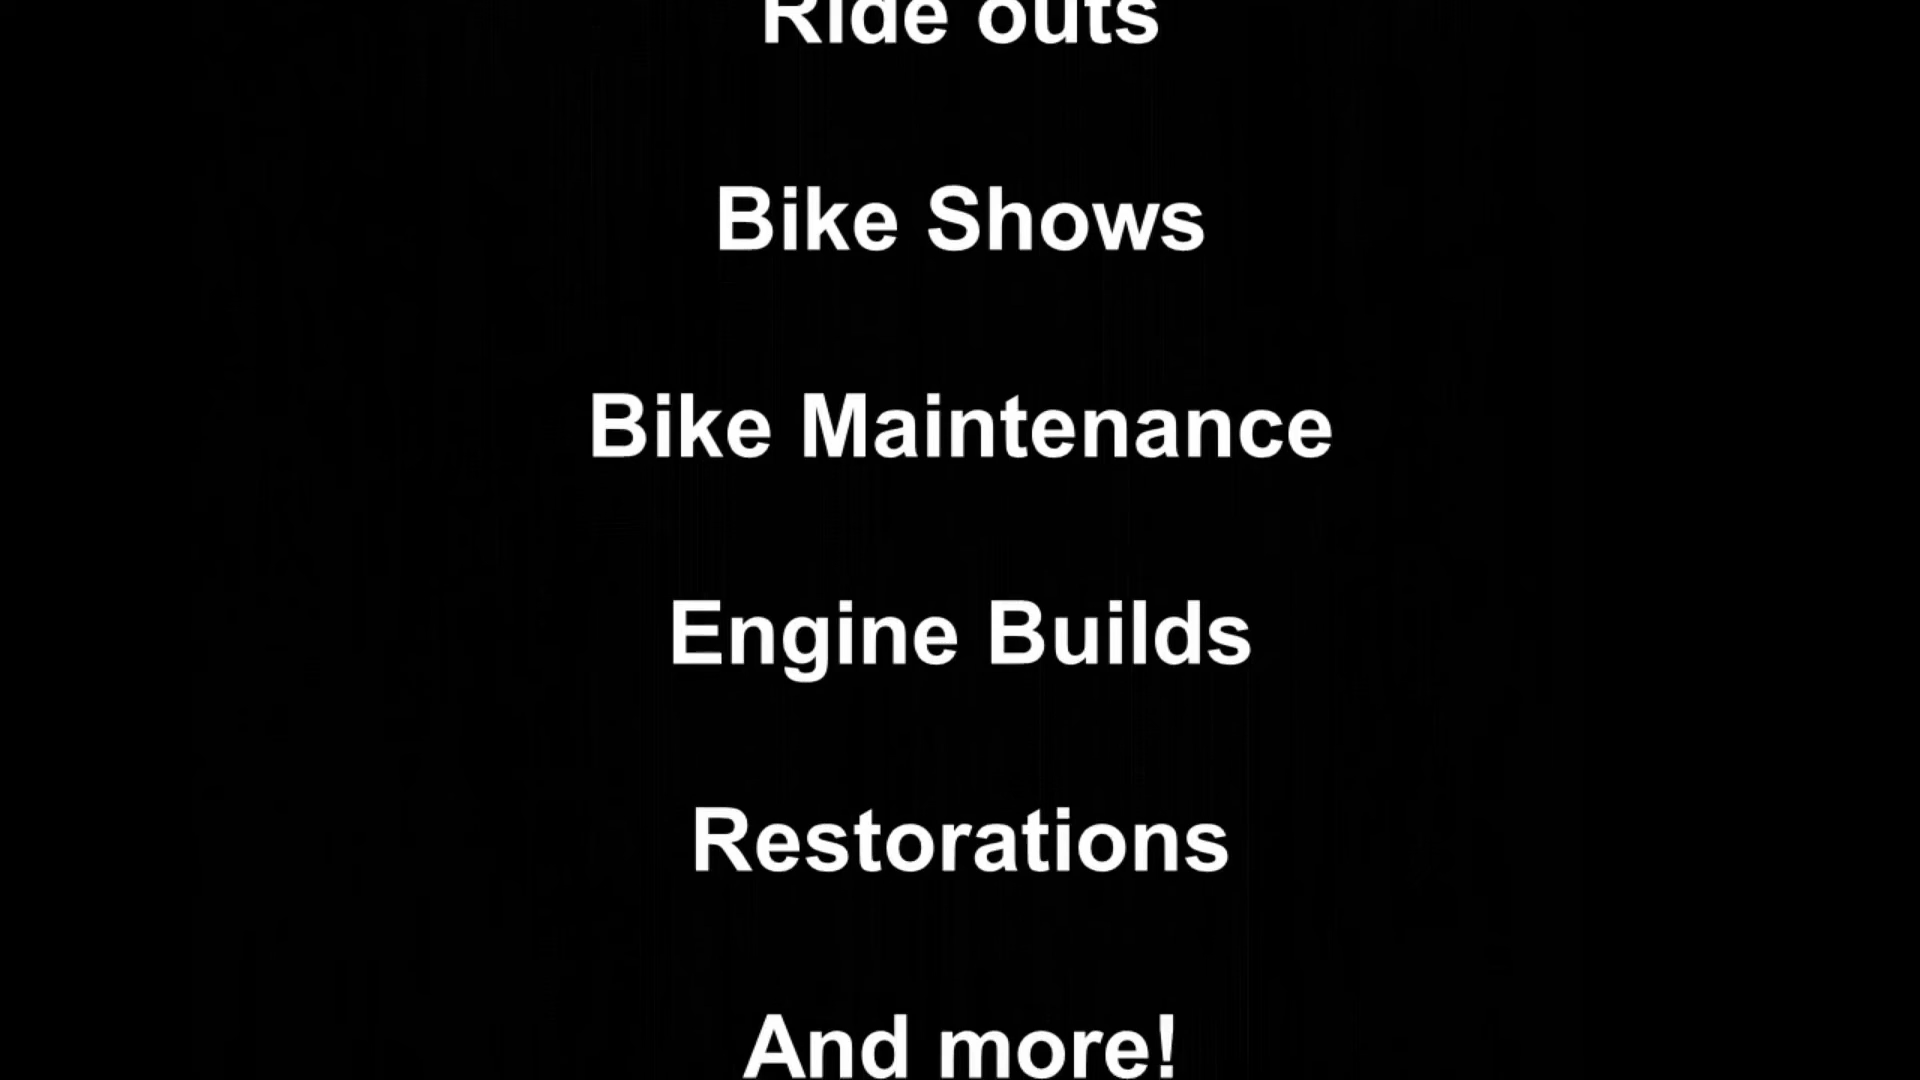 Ride outs
Bike Shows
Bike Maintenance
Engine Builds
Restorations
And more!